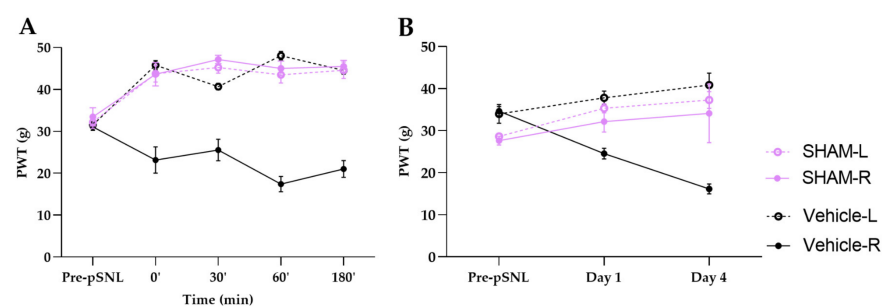 A
PWT (g)
50
40
30
20
10
0
Pre-pSNL 0' 30' 60' 180'
Time (min)
B
PWT (g)
50
40
30
20
10
0
Pre-pSNL Day 1 Day 4
SHAM-L
SHAM-R
Vehicle-L
Vehicle-R